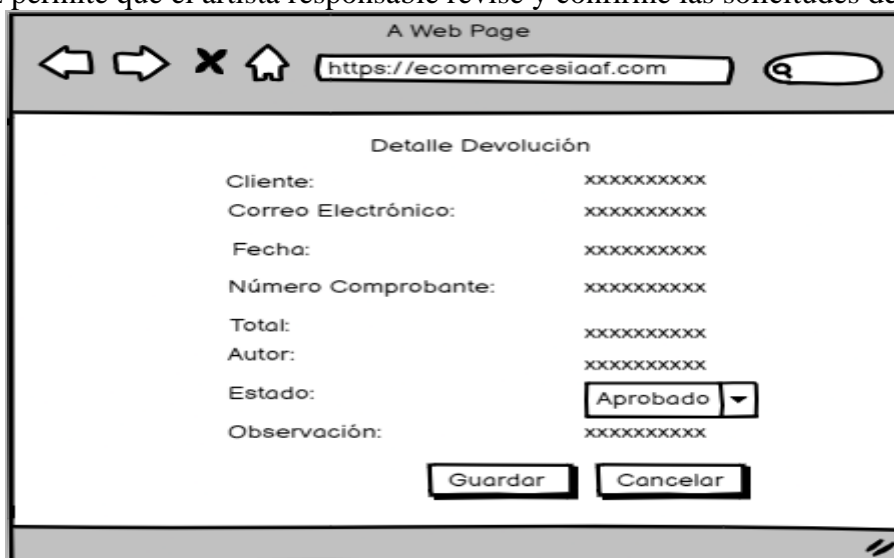 permite que el artista responsable revise y confirme las solicitudes de
A Web Page
https://ecommercesiaaf.com
Detalle Devolución
Cliente: xxxxxxxxxx
Correo Electrónico: xxxxxxxxxx
Fecha: xxxxxxxxxx
Número Comprobante: xxxxxxxxxx
Total: xxxxxxxxxx
Autor: xxxxxxxxxx
Estado: Aprobado
Observación: xxxxxxxxxx
Guardar Cancelar